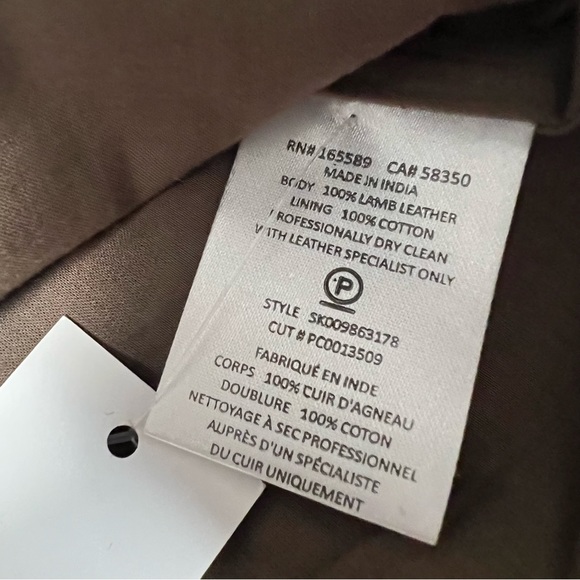 RN# 165589 CA# 58350
MADE IN INDIA
BODY 100% LAMB LEATHER
LINING 100% COTTON
PROFESSIONALLY DRY CLEAN
WITH LEATHER SPECIALIST ONLY
P
STYLE SK009863178
CUT # PC0013509
FABRIQUÉ EN INDE
CORPS 100% CUIR D'AGNEAU
DOUBLURE 100% COTON
NETTOYAGE À SEC PROFESSIONNEL
AUPRÈS D'UN SPÉCIALISTE
DU CUIR UNIQUEMENT